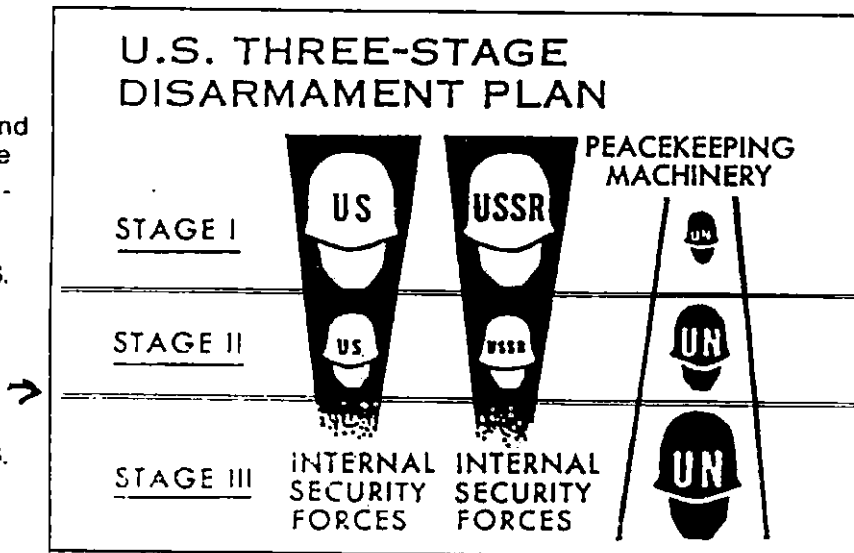 nd
e
-
S.
S.
U.S. THREE-STAGE
DISARMAMENT PLAN
PEACEKEEPING
MACHINERY
STAGE I
US
USSR
UN
STAGE II
US
USSR
UN
STAGE III
INTERNAL
SECURITY
FORCES
INTERNAL
SECURITY
FORCES
UN